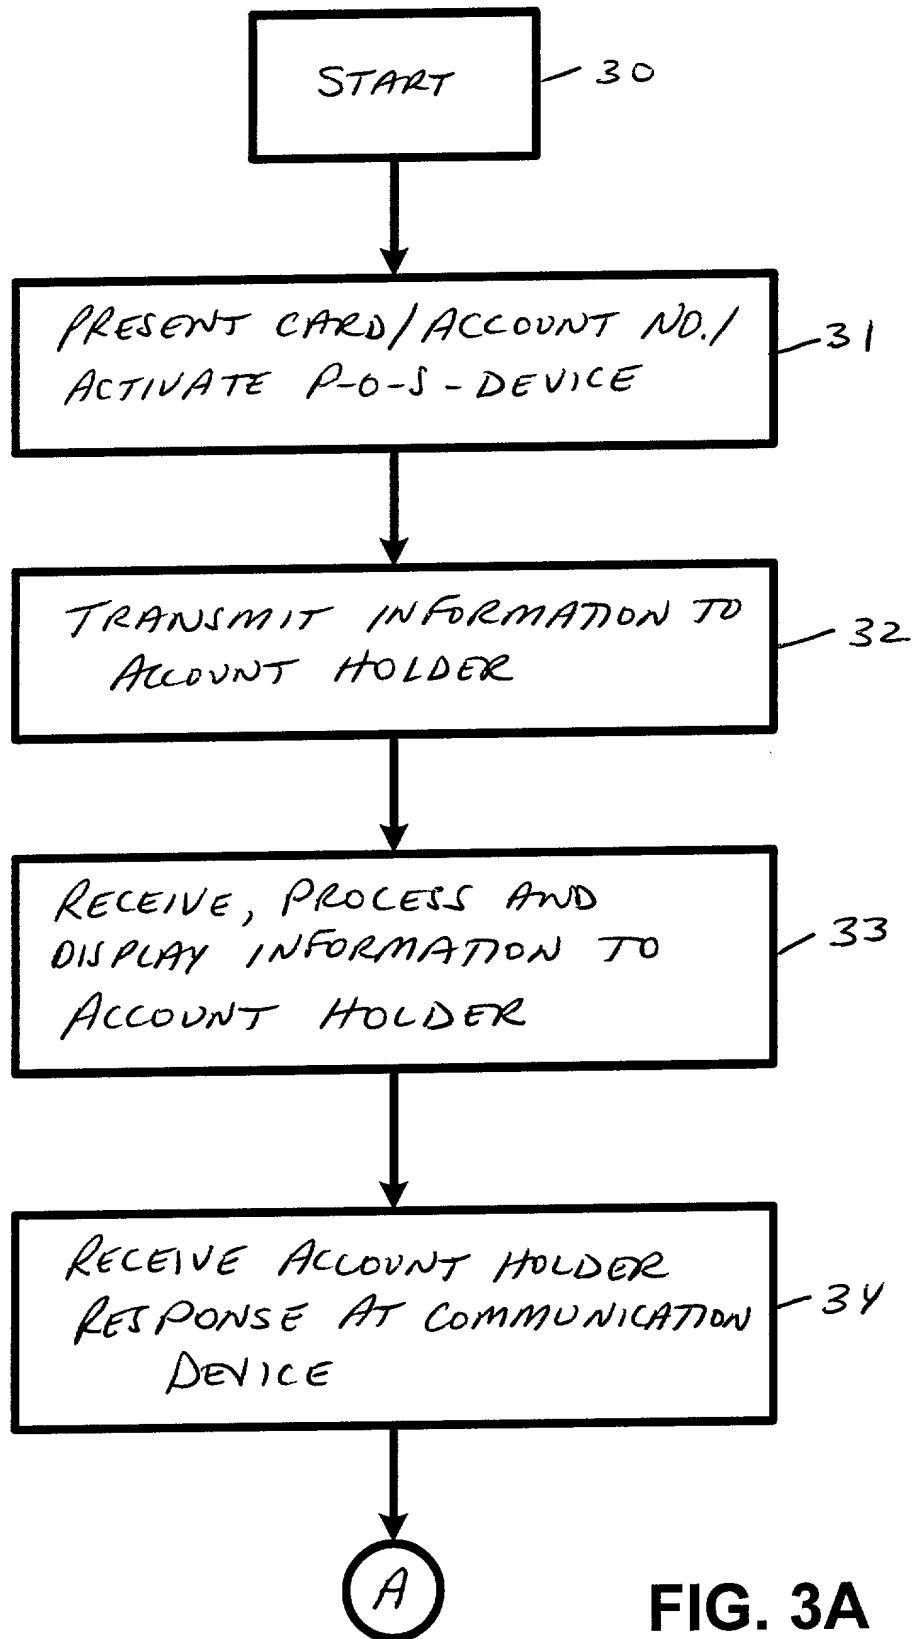 START
30
PRESENT CARD/ACCOUNT NO./
ACTIVATE P-O-S-DEVICE
31
TRANSMIT INFORMATION TO
ACCOUNT HOLDER
32
RECEIVE, PROCESS AND
DISPLAY INFORMATION TO
ACCOUNT HOLDER
33
RECEIVE ACCOUNT HOLDER
RESPONSE AT COMMUNICATION
DEVICE
34
A
FIG. 3A